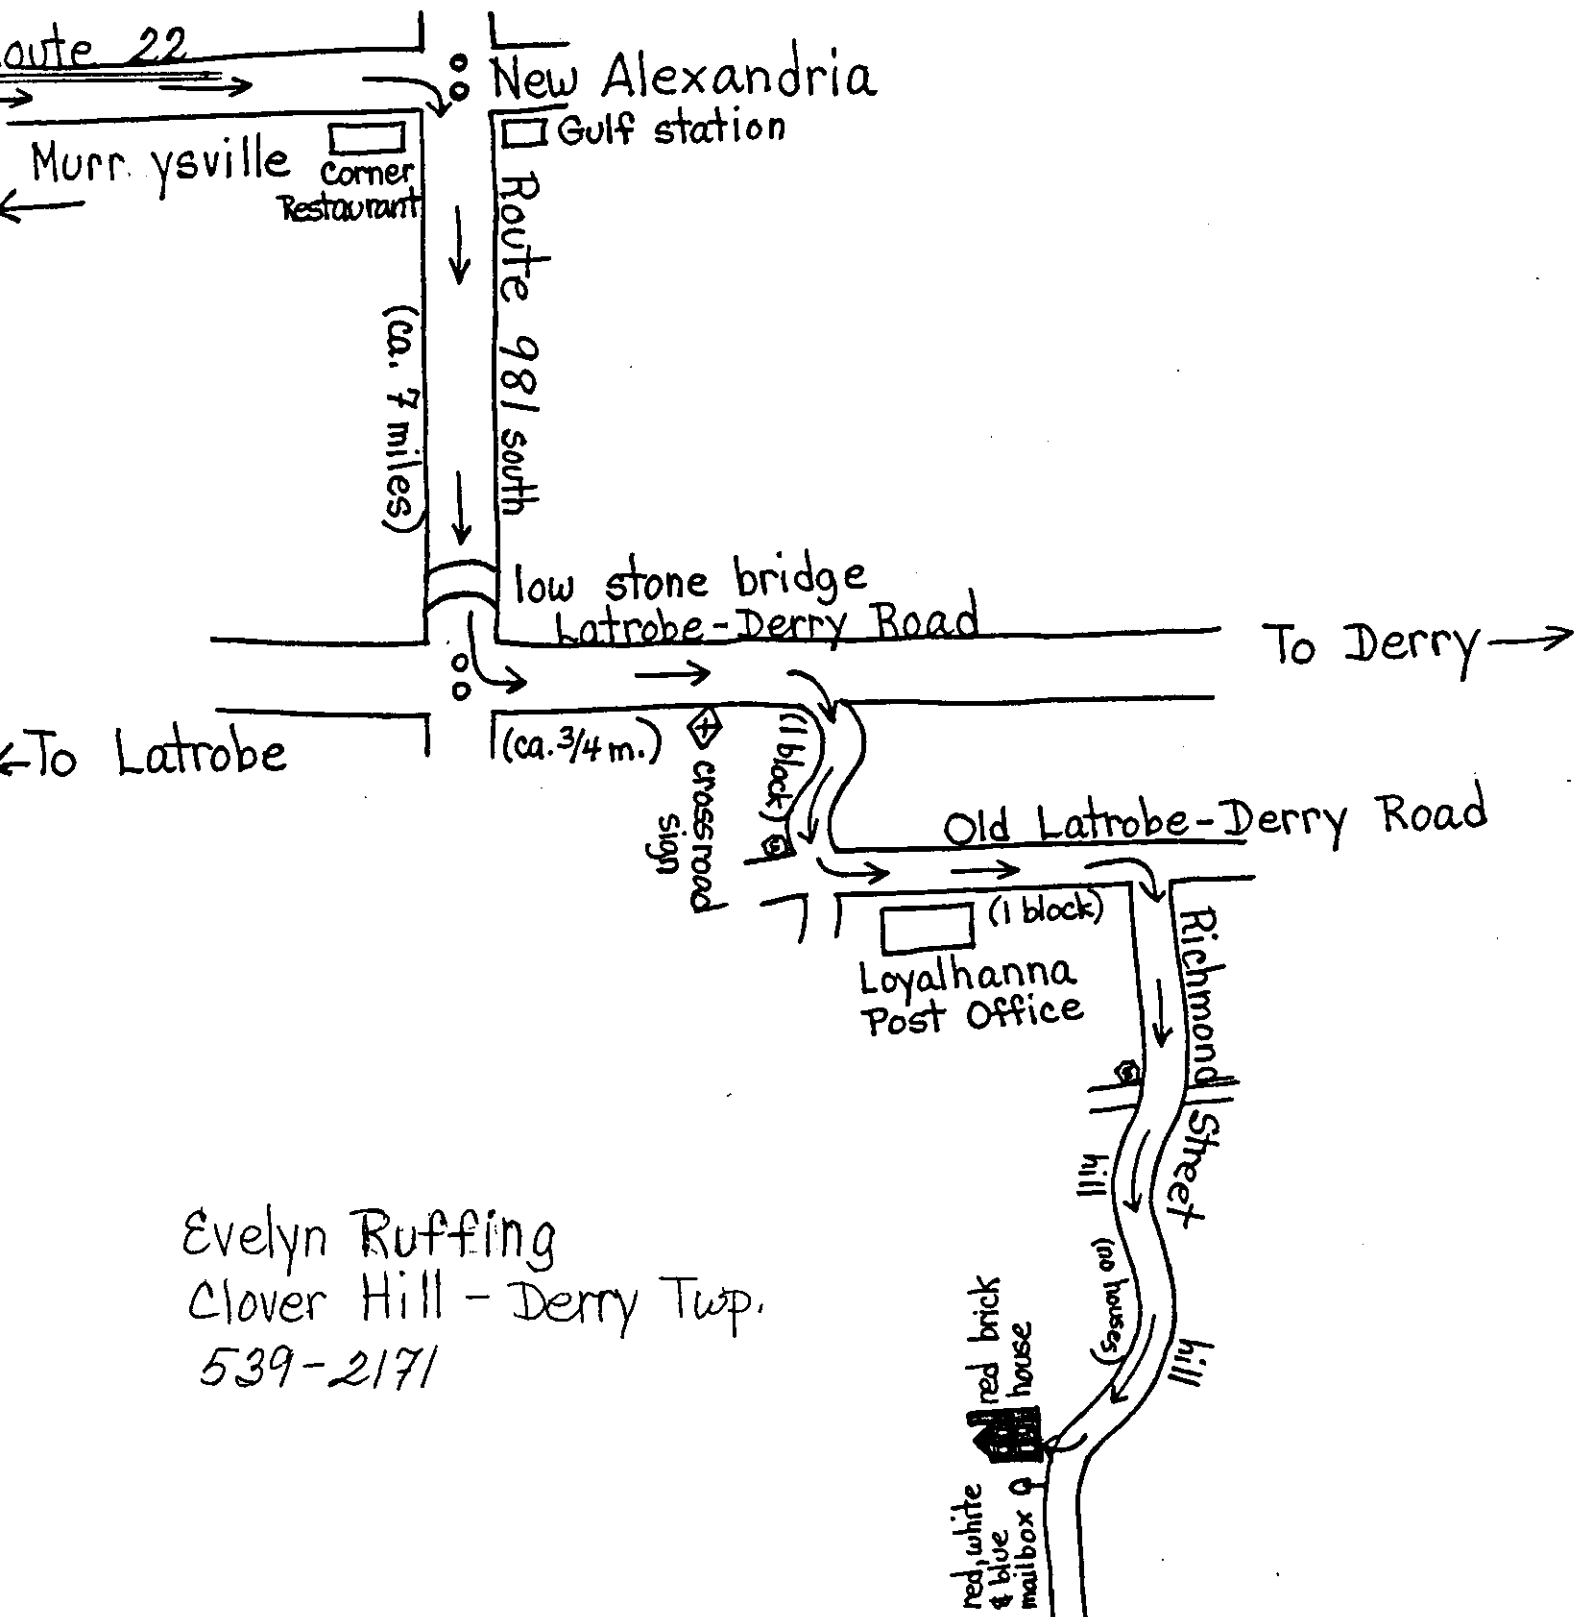 Route 22
New Alexandria
Gulf station
Murr ysville
Corner
Restaurant
Route 981 south
(ca. 7 miles)
low stone bridge
Latrobe-Derry Road
To Derry
To Latrobe
(ca. 3/4 m.)
crossroad
sign
(1 block)
Old Latrobe-Derry Road
(1 block)
Loyalhanna
Post Office
Richmond Street
hill
(no houses)
hill
red brick
house
red, white
& blue
mailbox
Evelyn Ruffing
Clover Hill - Derry Twp.
539-2171